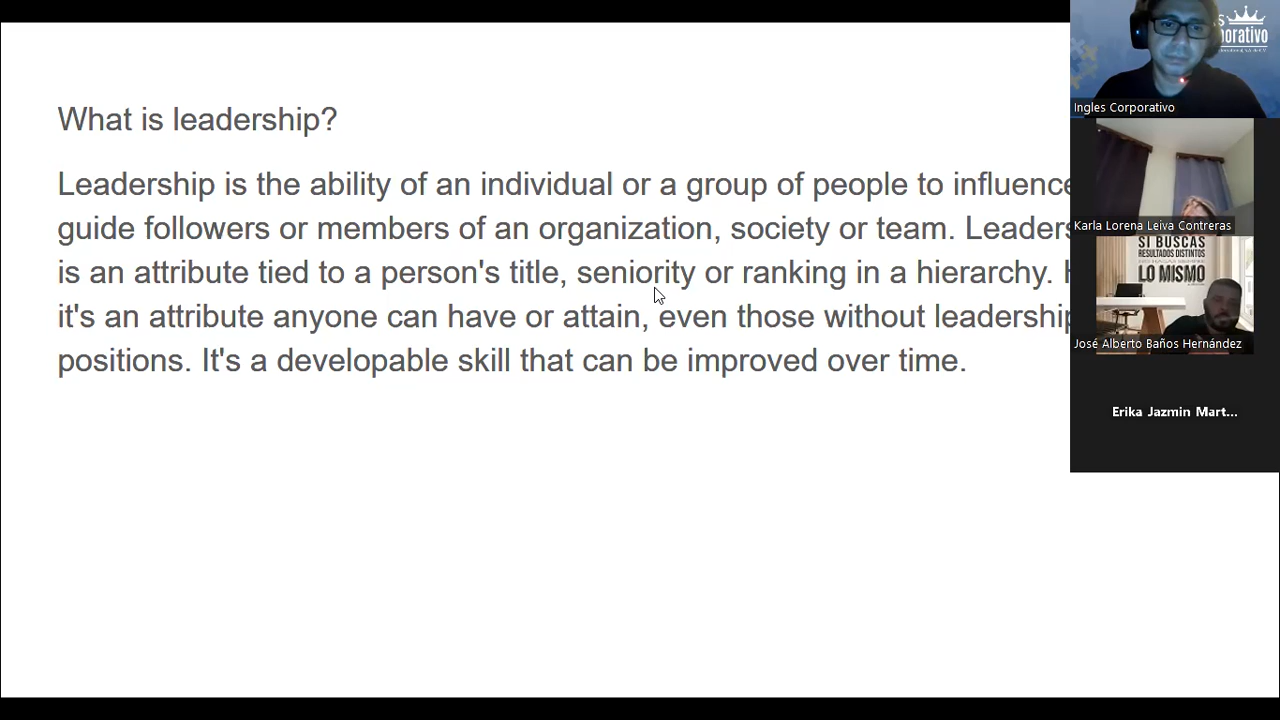 What is leadership?
Leadership is the ability of an individual or a group of people to influence
guide followers or members of an organization, society or team. Leaders
is an attribute tied to a person's title, seniority or ranking in a hierarchy. H
it's an attribute anyone can have or attain, even those without leadership
positions. It's a developable skill that can be improved over time.
orativo
Ingles Corporativo
Karla Lorena Leiva Contreras
SI BUSCAS
RESULTADOS DISTINTOS
LO MISMO
José Alberto Baños Hernández
Erika Jazmin Mart...